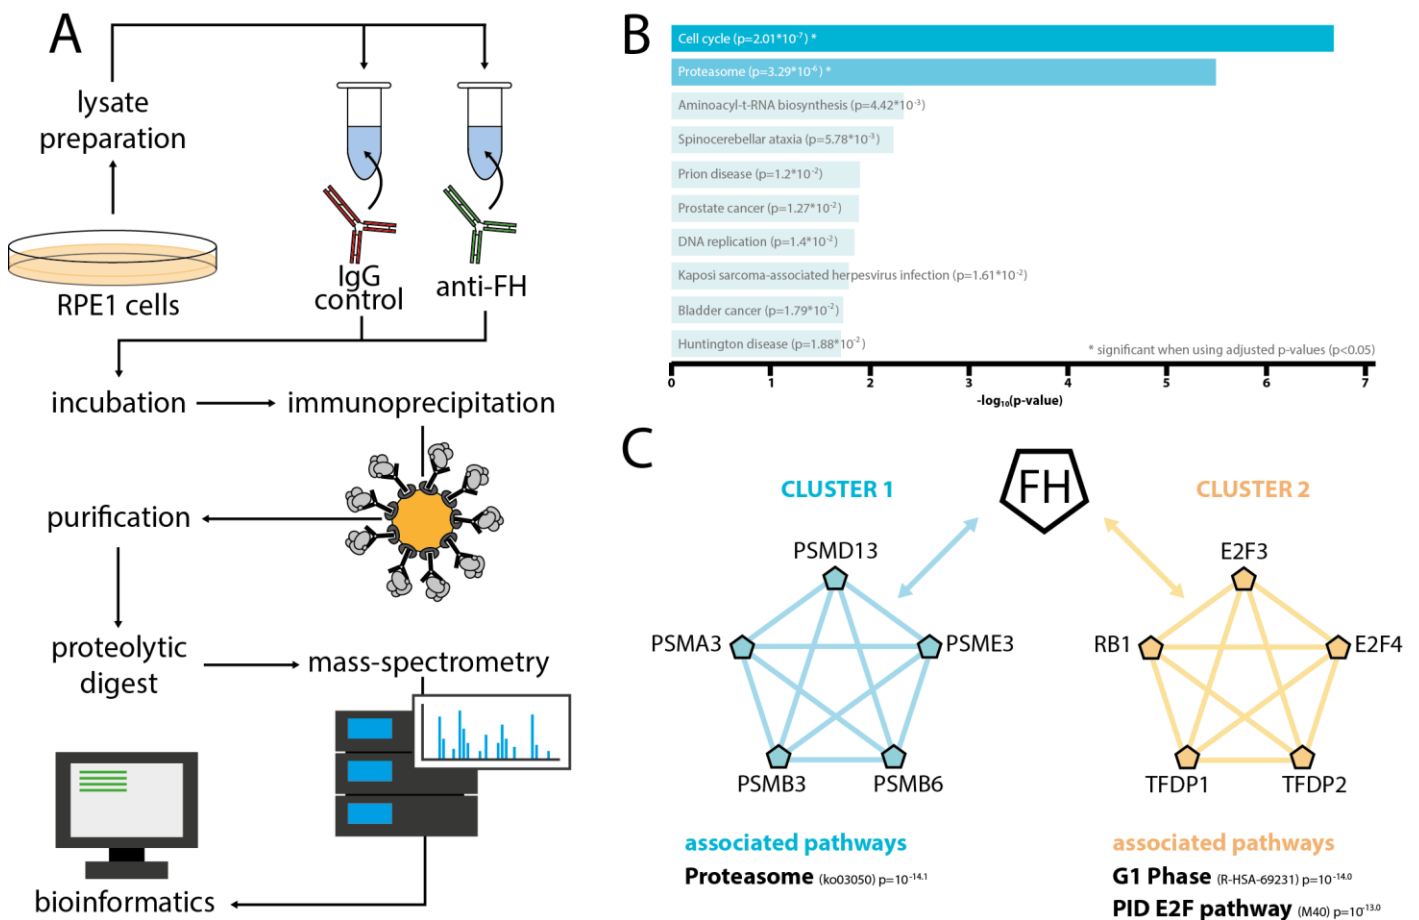 A
lysate
preparation
RPE1 cells
IgG
control
anti-FH
incubation
immunoprecipitation
purification
proteolytic
digest
mass-spectrometry
bioinformatics
B
Cell cycle (p=2.01*10⁻⁷) *
Proteasome (p=3.29*10⁻⁶) *
Aminoacyl-t-RNA biosynthesis (p=4.42*10⁻³)
Spinocerebellar ataxia (p=5.78*10⁻³)
Prion disease (p=1.2*10⁻²)
Prostate cancer (p=1.27*10⁻²)
DNA replication (p=1.4*10⁻²)
Kaposi sarcoma-associated herpesvirus infection (p=1.61*10⁻²)
Bladder cancer (p=1.79*10⁻²)
Huntington disease (p=1.88*10⁻²)
* significant when using adjusted p-values (p<0.05)
0 1 2 3 4 5 6 7
-log₁₀(p-value)
C
FH
CLUSTER 1
PSMD13
PSMA3
PSME3
PSMB3
PSMB6
associated pathways
Proteasome (ko03050) p=10⁻¹⁴·¹
CLUSTER 2
E2F3
RB1
E2F4
TFDP1
TFDP2
associated pathways
G1 Phase (R-HSA-69231) p=10⁻¹⁴·⁰
PID E2F pathway (M40) p=10⁻¹³·⁰